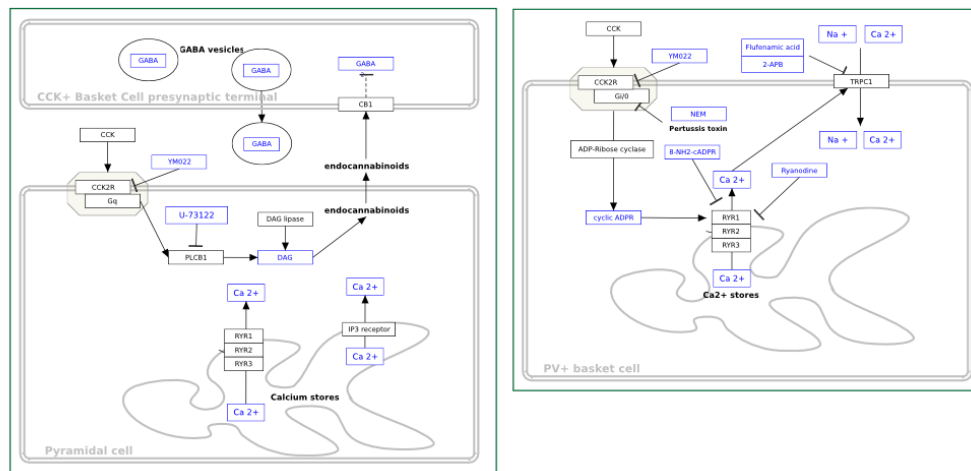 GABA vesicles
GABA
GABA
GABA
CCK+ Basket Cell presynaptic terminal
CB1
GABA
CCK
YM022
CCK2R
Gq
endocannabinoids
endocannabinoids
U-73122
DAG lipase
PLCB1
DAG
Ca 2+
Ca 2+
RYR1
RYR2
RYR3
IP3 receptor
Ca 2+
Calcium stores
Ca 2+
Pyramidal cell
CCK
YM022
CCK2R
Gi/0
NEM
Pertussis toxin
Flufenamic acid
2-APB
Na +
Ca 2+
TRPC1
Na +
Ca 2+
ADP-Ribose cyclase
8-NH2-cADPR
Ca 2+
Ryanodine
cyclic ADPR
RYR1
RYR2
RYR3
Ca 2+
Ca2+ stores
PV+ basket cell